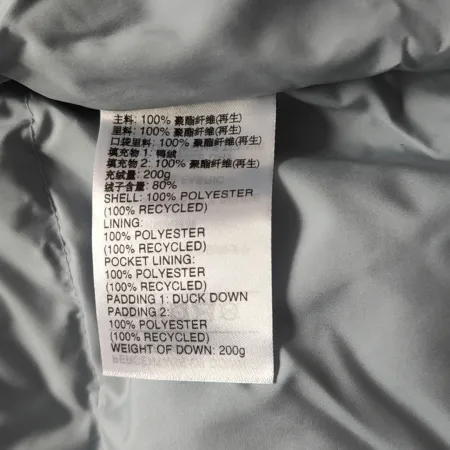 主料: 100% 聚酯纤维(再生)
里料: 100% 聚酯纤维(再生)
口袋里料: 100% 聚酯纤维(再生)
填充物 1: 鸭绒
填充物 2: 100% 聚酯纤维(再生)
充绒量: 200g
绒子含量: 80%
SHELL: 100% POLYESTER
(100% RECYCLED)
LINING:
100% POLYESTER
(100% RECYCLED)
POCKET LINING:
100% POLYESTER
(100% RECYCLED)
PADDING 1: DUCK DOWN
PADDING 2:
100% POLYESTER
(100% RECYCLED)
WEIGHT OF DOWN: 200g